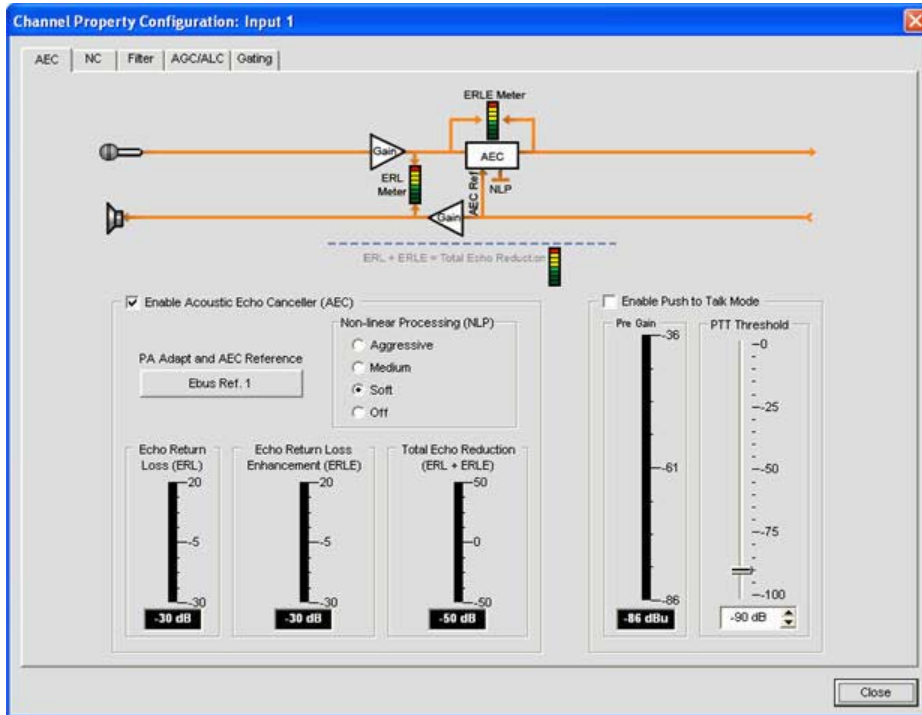 Channel Property Configuration: Input 1
AEC
NC
Filter
AGC/ALC
Gating
ERLE Meter
Gain
AEC
ERL
Meter
NLP
AEC Ref
Gain
ERL + ERLE = Total Echo Reduction
Enable Acoustic Echo Canceller (AEC)
Non-linear Processing (NLP)
Aggressive
Medium
Soft
Off
PA Adapt and AEC Reference
Ebus Ref. 1
Echo Return
Loss (ERL)
20
-5
-30
-30 dB
Echo Return Loss
Enhancement (ERLE)
20
-5
-30
-30 dB
Total Echo Reduction
(ERL + ERLE)
50
0
-50
-50 dB
Enable Push to Talk Mode
Pre Gain
-36
-61
-86
-86 dBu
PTT Threshold
0
-25
-50
-75
-100
-90 dB
Close